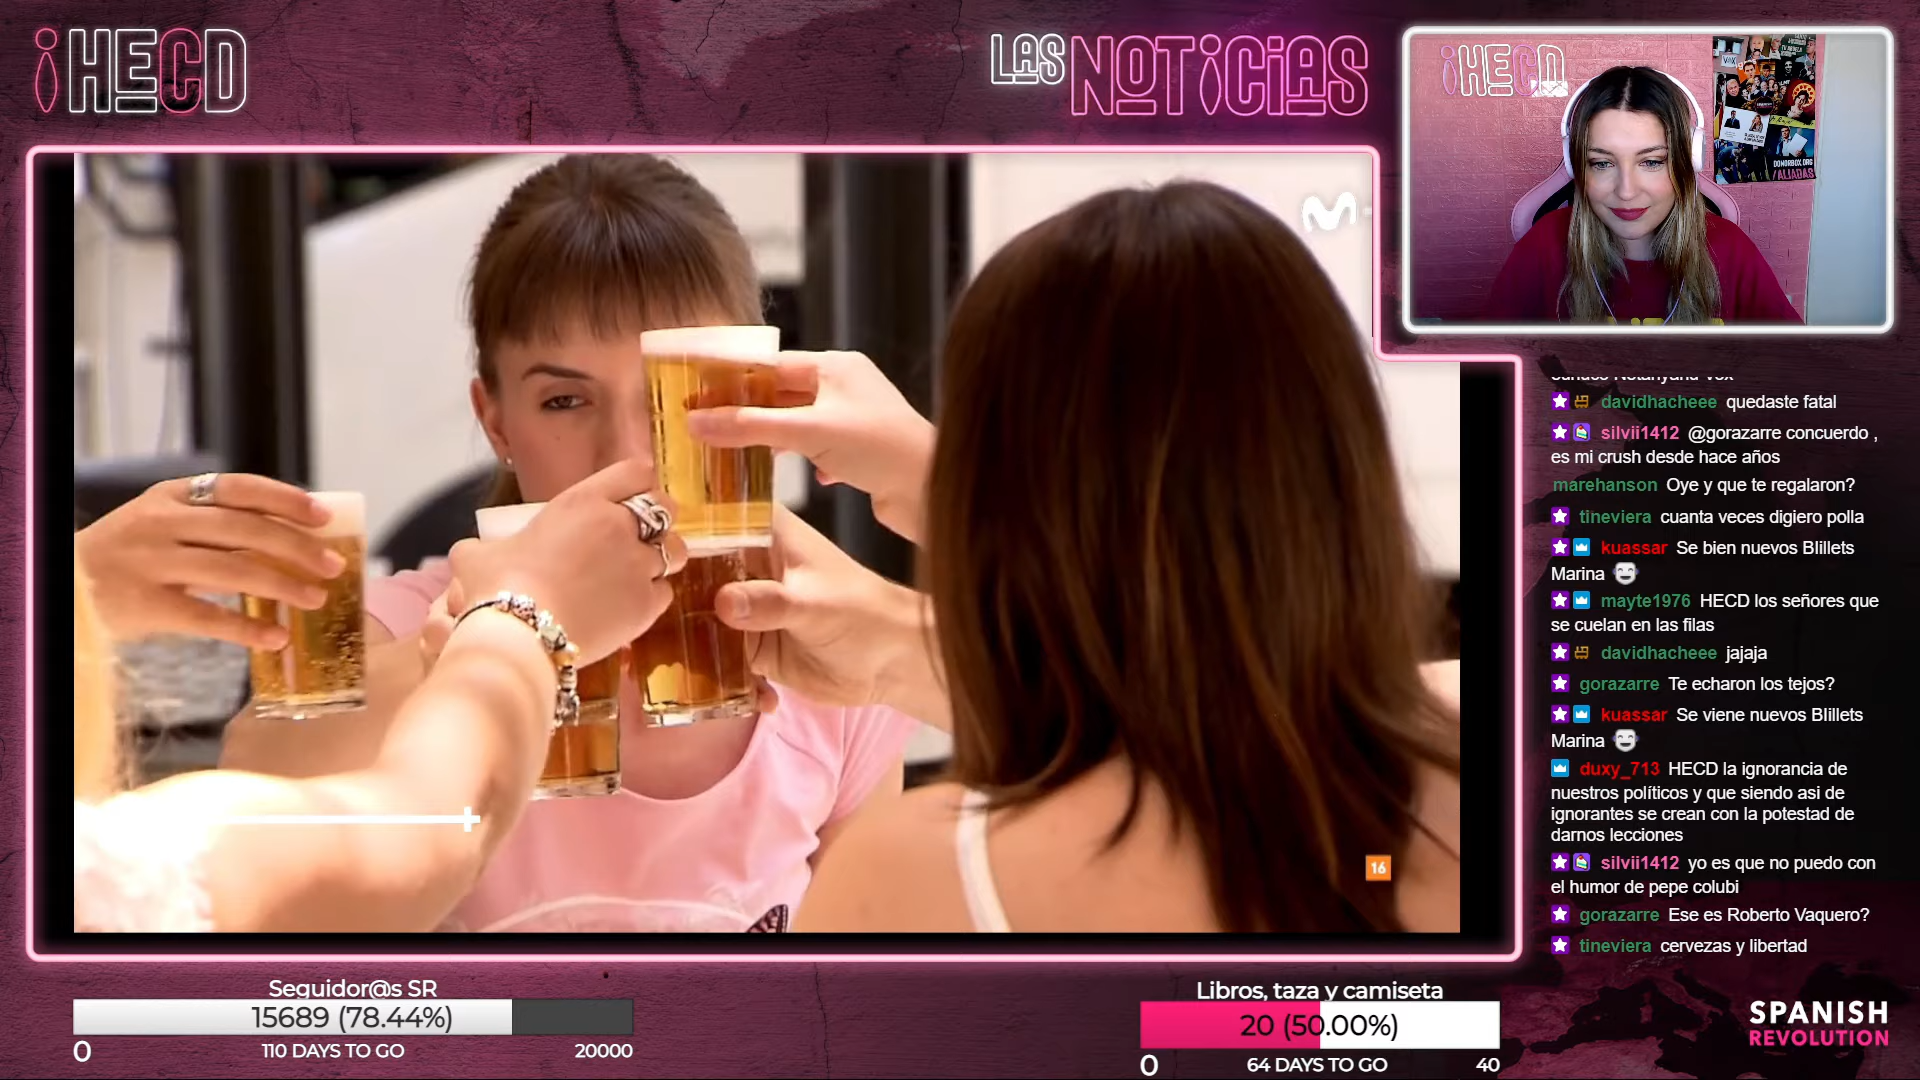 ¡HECD
LAS NOTICIAS
¡HECD
VOX
DONORBOX.ORG
/ALIADAS
16
davidhacheee quedaste fatal
silvii1412 @gorazarre concuerdo ,
es mi crush desde hace años
marehanson Oye y que te regalaron?
tineviera cuanta veces digiero polla
kuassar Se bien nuevos Blillets
Marina
mayte1976 HECD los señores que
se cuelan en las filas
davidhacheee jajaja
gorazarre Te echaron los tejos?
kuassar Se viene nuevos Blillets
Marina
duxy_713 HECD la ignorancia de
nuestros políticos y que siendo asi de
ignorantes se crean con la potestad de
darnos lecciones
silvii1412 yo es que no puedo con
el humor de pepe colubi
gorazarre Ese es Roberto Vaquero?
tineviera cervezas y libertad
Seguidor@s SR
15689 (78.44%)
0 110 DAYS TO GO 20000
Libros, taza y camiseta
20 (50.00%)
0 64 DAYS TO GO 40
SPANISH
REVOLUTION